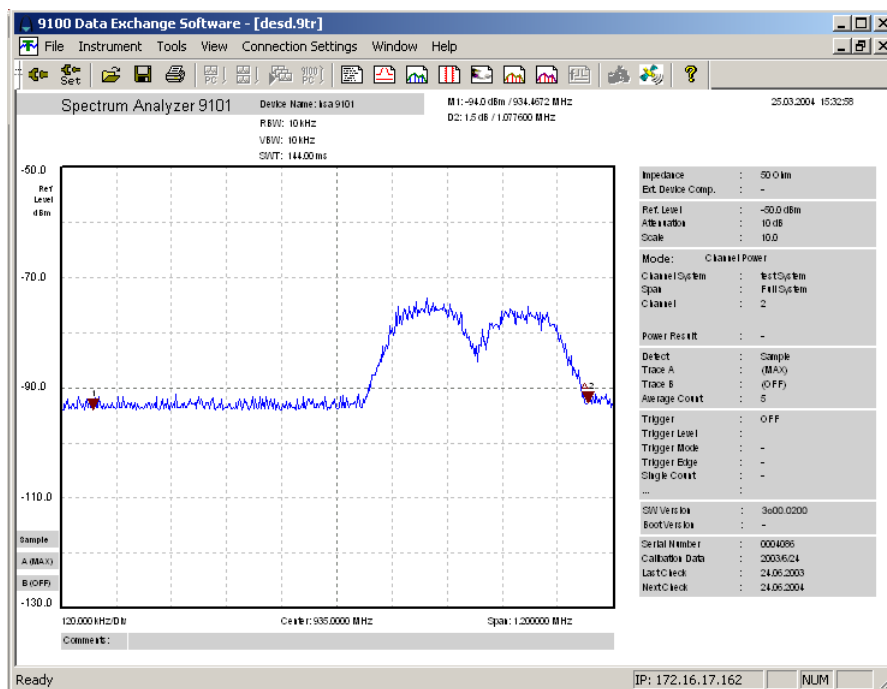 9100 Data Exchange Software - [desd.9tr]
File Instrument Tools View Connection Settings Window Help
Set PC PC 9100 PC
Spectrum Analyzer 9101
Device Name: lisa 9101
RBW: 10 kHz
VBW: 10 kHz
SWT: 144.00 ms
M1: -94.0 dBm / 934.4672 MHz
D2: 1.5 dB / 1.077600 MHz
25.03.2004 15:32:58
-50.0
Ref
Level
dBm
-70.0
-90.0
-110.0
-130.0
1
2
Sample
A (MAX)
B (OFF)
120.000 kHz/Div Center: 935.0000 MHz Span: 1.200000 MHz
Comments:
Impedance : 50 Ohm
Ext. Device Comp. : -
Ref. Level : -50.0 dBm
Attenuation : 10 dB
Scale : 10.0
Mode: Channel Power
Channel System : testSystem
Span : Full System
Channel : 2
Power Result : -
Detect : Sample
Trace A : (MAX)
Trace B : (OFF)
Average Count : 5
Trigger : OFF
Trigger Level :
Trigger Mode : -
Trigger Edge : -
Single Count : -
... :
SW Version : 3o00.0200
Boot Version : -
Serial Number : 0004086
Calibation Data : 2003/6/24
Last Check : 24.06.2003
Next Check : 24.06.2004
Ready
IP: 172.16.17.162
NUM